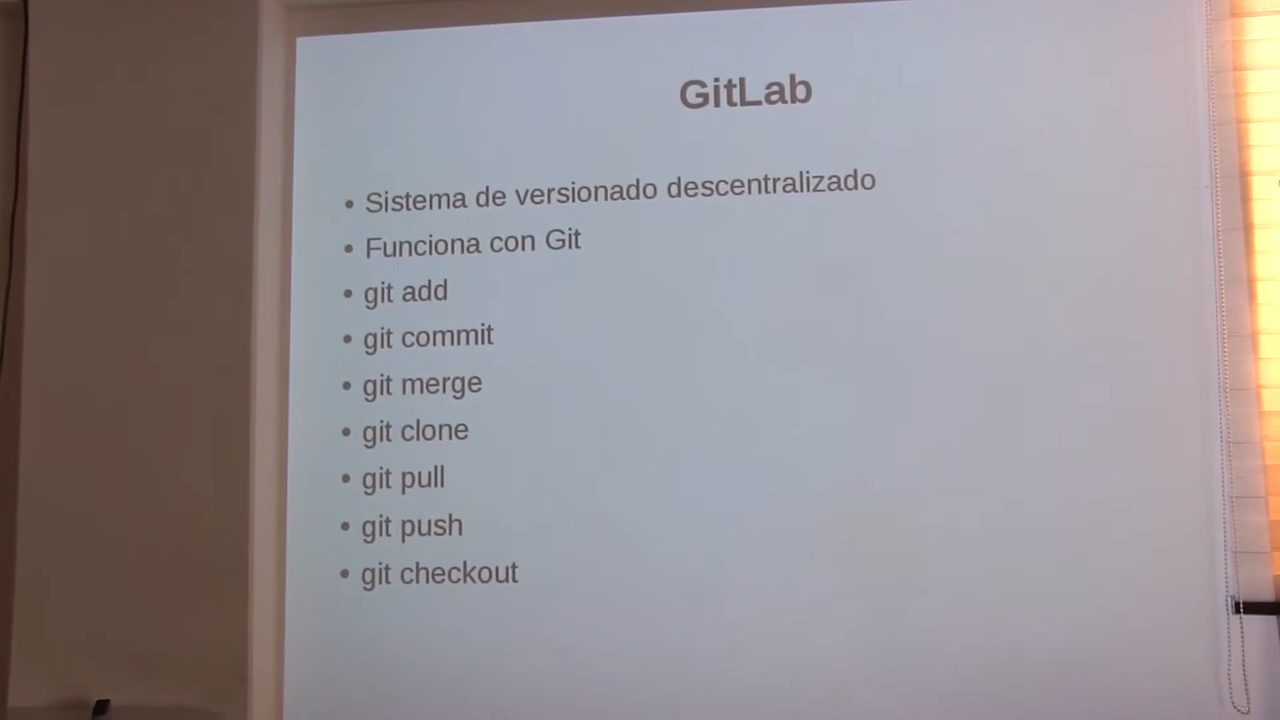 GitLab
• Sistema de versionado descentralizado
• Funciona con Git
• git add
• git commit
• git merge
• git clone
• git pull
• git push
• git checkout